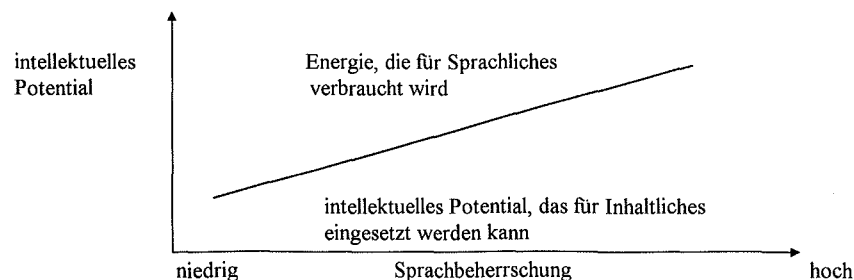 intellektuelles
Potential
Energie, die für Sprachliches
verbraucht wird
intellektuelles Potential, das für Inhaltliches
eingesetzt werden kann
niedrig Sprachbeherrschung hoch